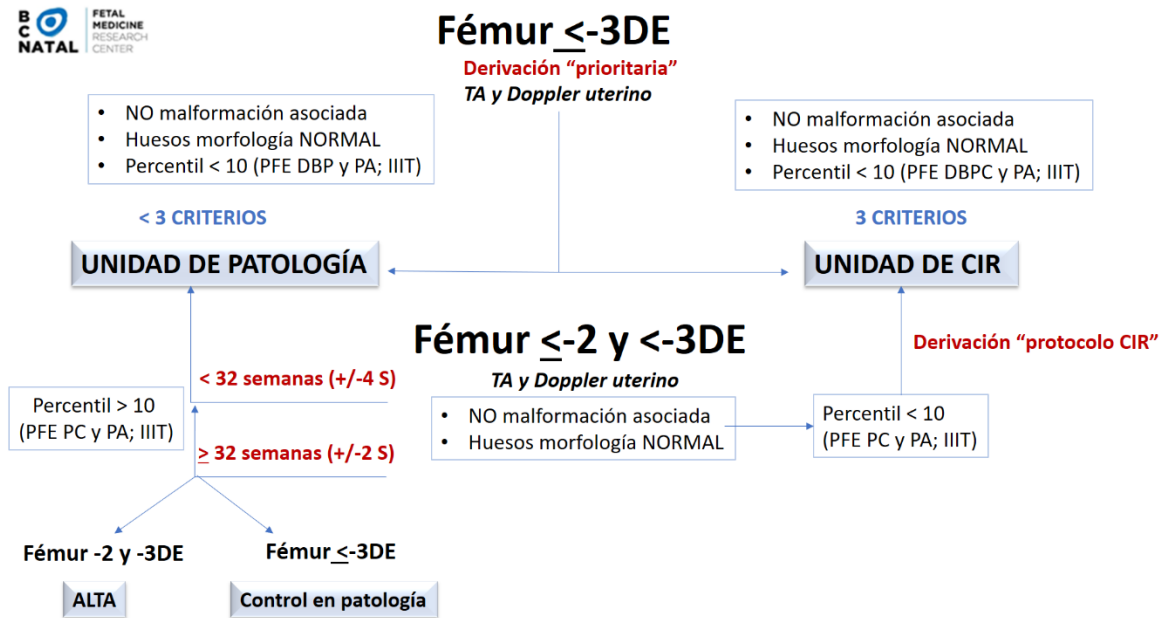 B
C
NATAL
FETAL
MEDICINE
RESEARCH
CENTER
Fémur <-3DE
Derivación “prioritaria”
TA y Doppler uterino
• NO malformación asociada
• Huesos morfología NORMAL
• Percentil < 10 (PFE DBP y PA; IIIT)
< 3 CRITERIOS
UNIDAD DE PATOLOGÍA
• NO malformación asociada
• Huesos morfología NORMAL
• Percentil < 10 (PFE DBPC y PA; IIIT)
3 CRITERIOS
UNIDAD DE CIR
Fémur <-2 y <-3DE
TA y Doppler uterino
• NO malformación asociada
• Huesos morfología NORMAL
Percentil < 10
(PFE PC y PA; IIIT)
Derivación “protocolo CIR”
< 32 semanas (+/-4 S)
Percentil > 10
(PFE PC y PA; IIIT)
> 32 semanas (+/-2 S)
Fémur -2 y -3DE
ALTA
Fémur <-3DE
Control en patología